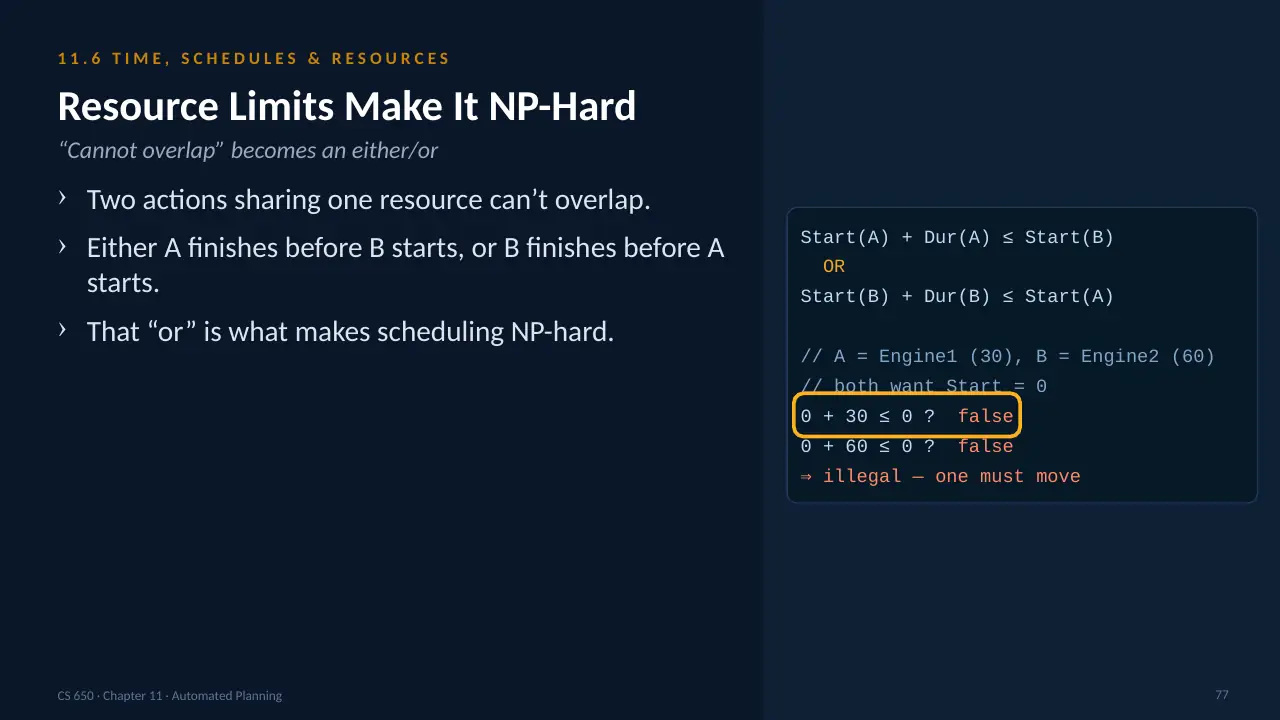 11.6 TIME, SCHEDULES & RESOURCES
Resource Limits Make It NP-Hard
“Cannot overlap” becomes an either/or
› Two actions sharing one resource can’t overlap.
› Either A finishes before B starts, or B finishes before A
starts.
› That “or” is what makes scheduling NP-hard.
Start(A) + Dur(A) ≤ Start(B)
OR
Start(B) + Dur(B) ≤ Start(A)
// A = Engine1 (30), B = Engine2 (60)
// both want Start = 0
0 + 30 ≤ 0 ? false
0 + 60 ≤ 0 ? false
⇒ illegal — one must move
CS 650 · Chapter 11 · Automated Planning
77